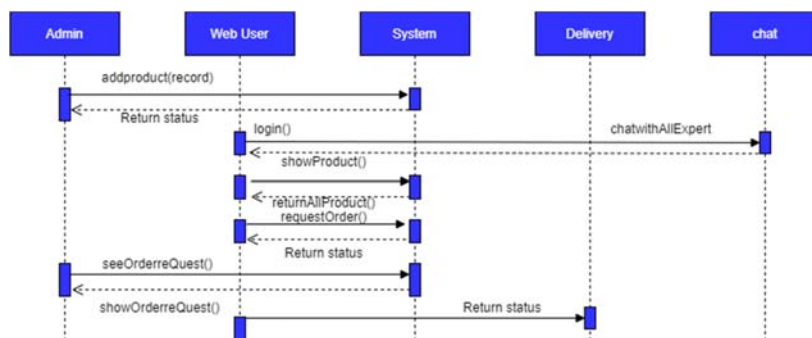 Admin
Web User
System
Delivery
chat
addproduct(record)
Return status
login()
chatwithAllExpert
showProduct()
returnAllProduct()
requestOrder()
Return status
seeOrderreQuest()
showOrderreQuest()
Return status